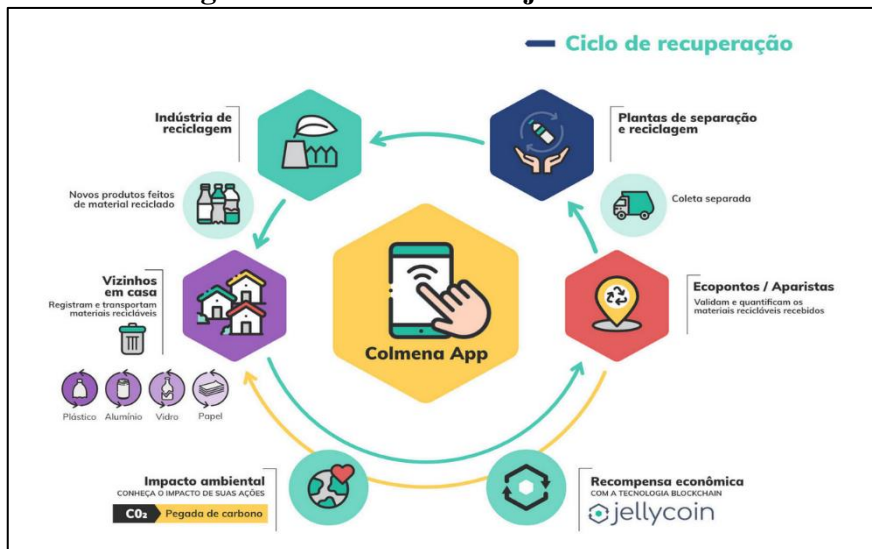 Ciclo de recuperação
Indústria de
reciclagem
Plantas de separação
e reciclagem
Novos produtos feitos
de material reciclado
Coleta separada
Vizinhos
em casa
Registram e transportam
materiais recicláveis
Colmena App
Ecopontos / Aparistas
Validam e quantificam os
materiais recicláveis recebidos
Plástico
Alumínio
Vidro
Papel
Impacto ambiental
CONHEÇA O IMPACTO DE SUAS AÇÕES
CO₂ Pegada de carbono
Recompensa econômica
COM A TECNOLOGIA BLOCKCHAIN
jellycoin